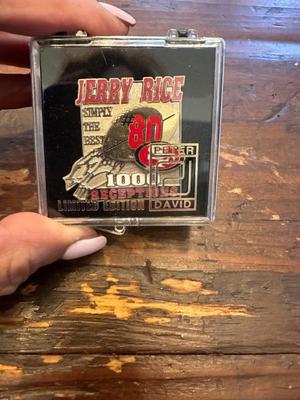 JERRY RICE
SIMPLY
THE
BEST
80
PETER
DAVID
1000
RECEPTIONS
LIMITED EDITION